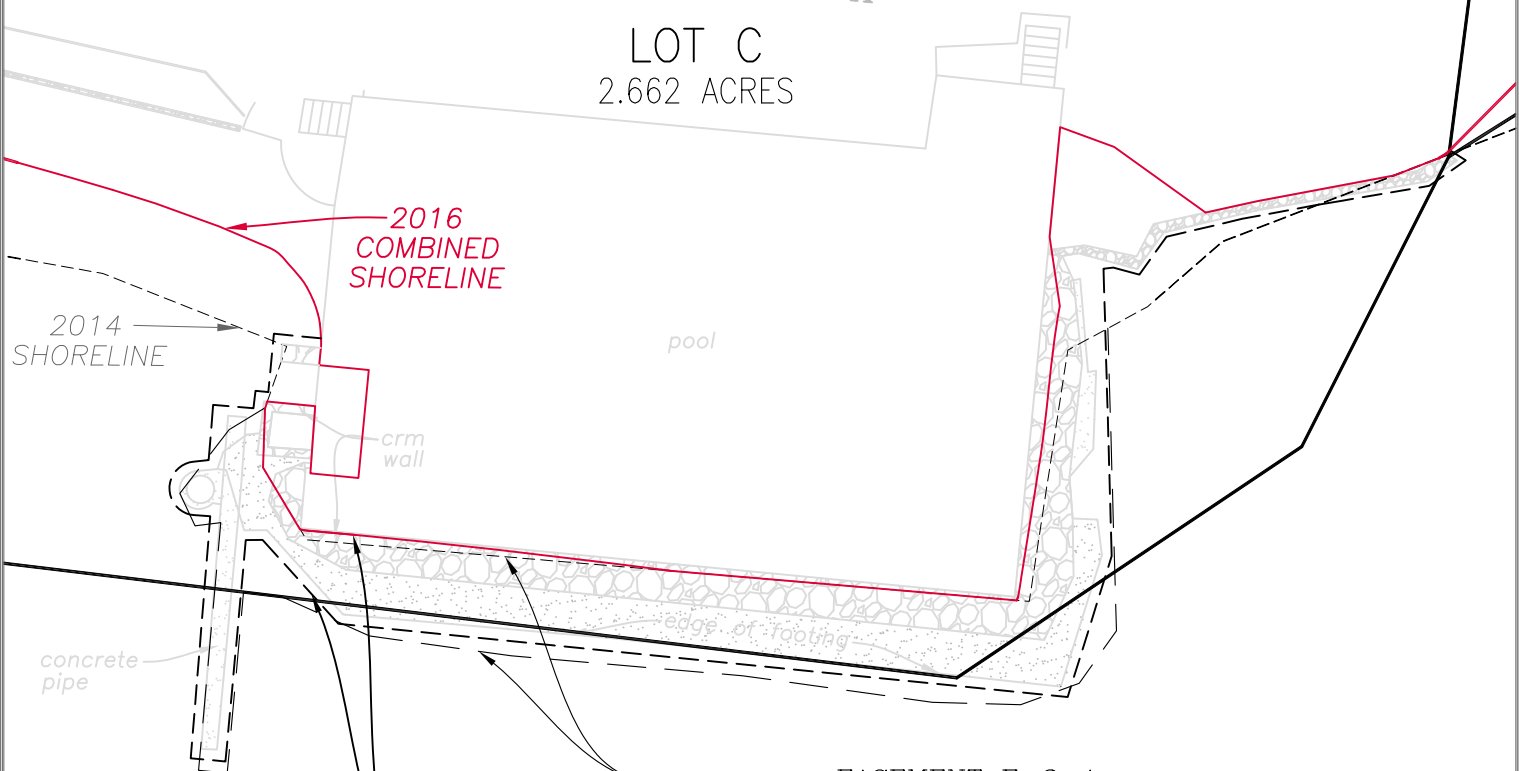 LOT C
2.662 ACRES
2016
COMBINED
SHORELINE
2014
SHORELINE
pool
crm
wall
edge of footing
concrete
pipe